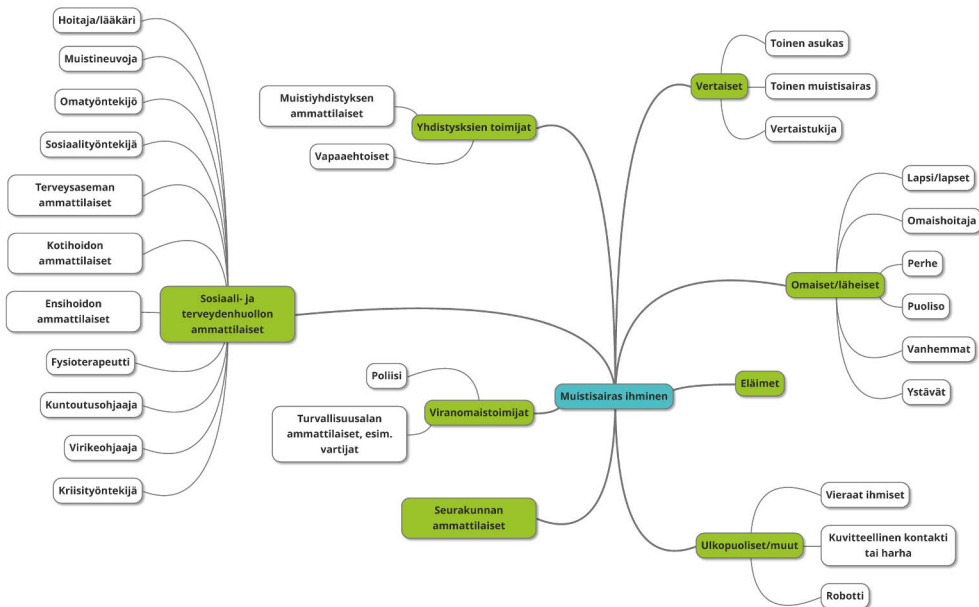 Hoitaja/lääkäri
Muistineuvoja
Omatyöntekijö
Sosiaalityöntekijä
Terveysaseman
ammattilaiset
Kotihoidon
ammattilaiset
Ensihoidon
ammattilaiset
Fysioterapeutti
Kuntoutusohjaaja
Virikeohjaaja
Kriisityöntekijä
Sosiaali- ja
terveydenhuollon
ammattilaiset
Muistiyhdistyksen
ammattilaiset
Vapaaehtoiset
Yhdistysksien toimijat
Poliisi
Turvallisuusalan
ammattilaiset, esim.
vartijat
Viranomaistoimijat
Seurakunnan
ammattilaiset
Muistisairas ihminen
Vertaiset
Toinen asukas
Toinen muistisairas
Vertaistukija
Omaiset/läheiset
Lapsi/lapset
Omaishoitaja
Perhe
Puoliso
Vanhemmat
Ystävät
Eläimet
Ulkopuoliset/muut
Vieraat ihmiset
Kuvitteellinen kontakti
tai harha
Robotti